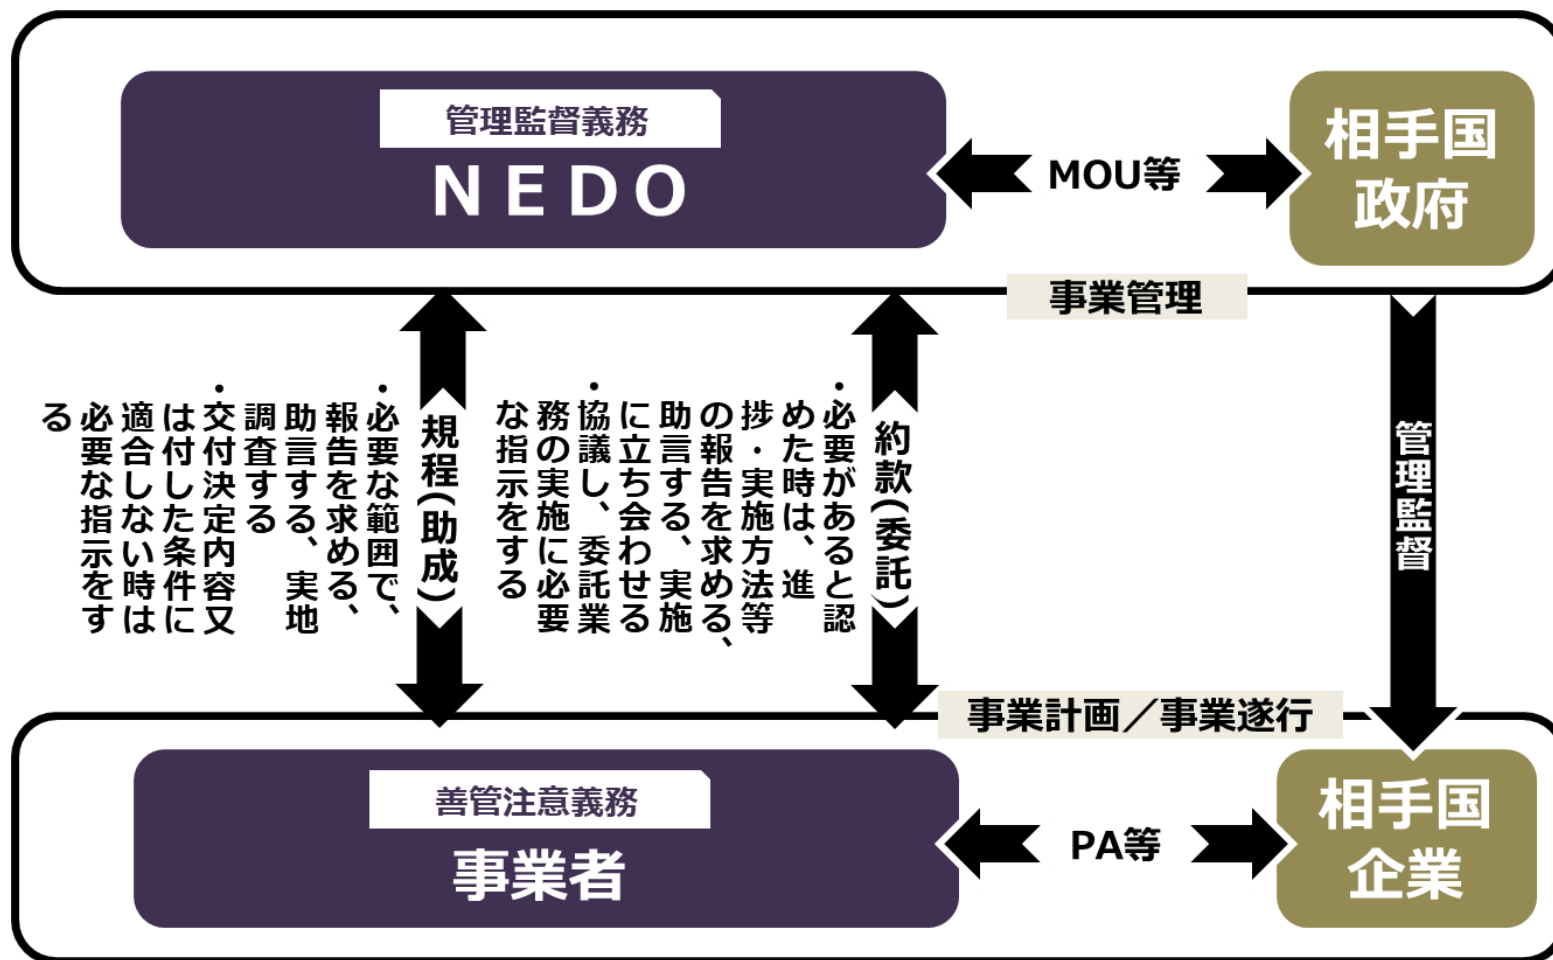 管理監督義務
NEDO
MOU等
相手国
政府
事業管理
管理監督
約款(委託)
・必要があると認
めた時は、進
捗・実施方法等
の報告を求める、
助言する、実施
に立ち会わせる
・協議し、委託業
務の実施に必要
な指示をする
規程(助成)
・必要な範囲で、
報告を求める、
助言する、実地
調査する
・交付決定内容又
は付した条件に
適合しない時は
必要な指示をす
る
事業計画／事業遂行
善管注意義務
事業者
PA等
相手国
企業